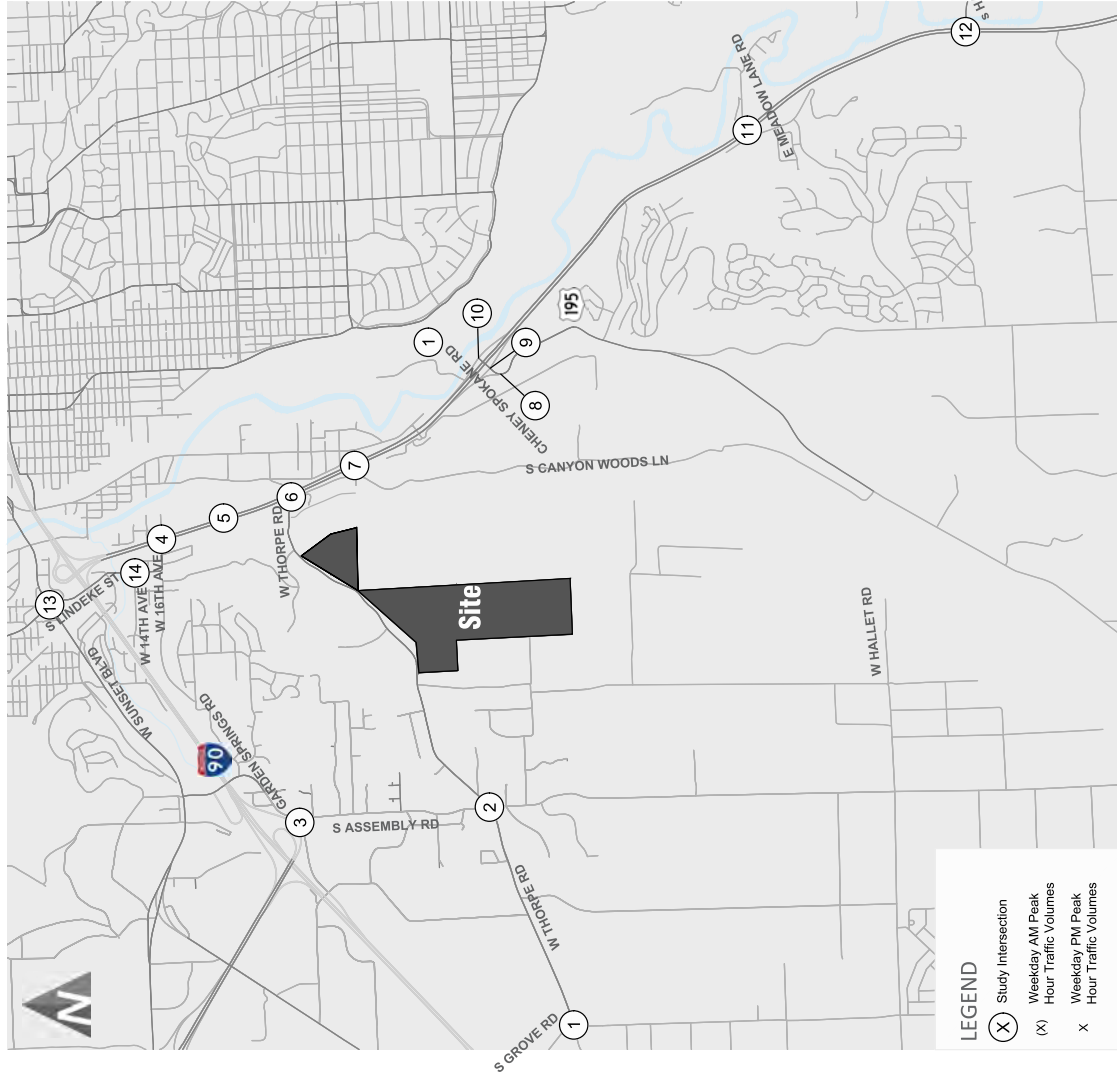 N
13
S LINDEKE ST
14
W 14TH AVE
W 16TH AVE
4
5
W SUNSET BLVD
GARDEN SPRINGS RD
90
3
S ASSEMBLY RD
2
W THORPE RD
6
7
W THORPE RD
Site
1
10
9
8
CHENEY SPOKANE RD
195
S CANYON WOODS LN
W HALLET RD
11
E MEADOW LANE RD
12
S H
1
S GROVE RD
LEGEND
X
Study Intersection
(X)
Weekday AM Peak
Hour Traffic Volumes
X
Weekday PM Peak
Hour Traffic Volumes